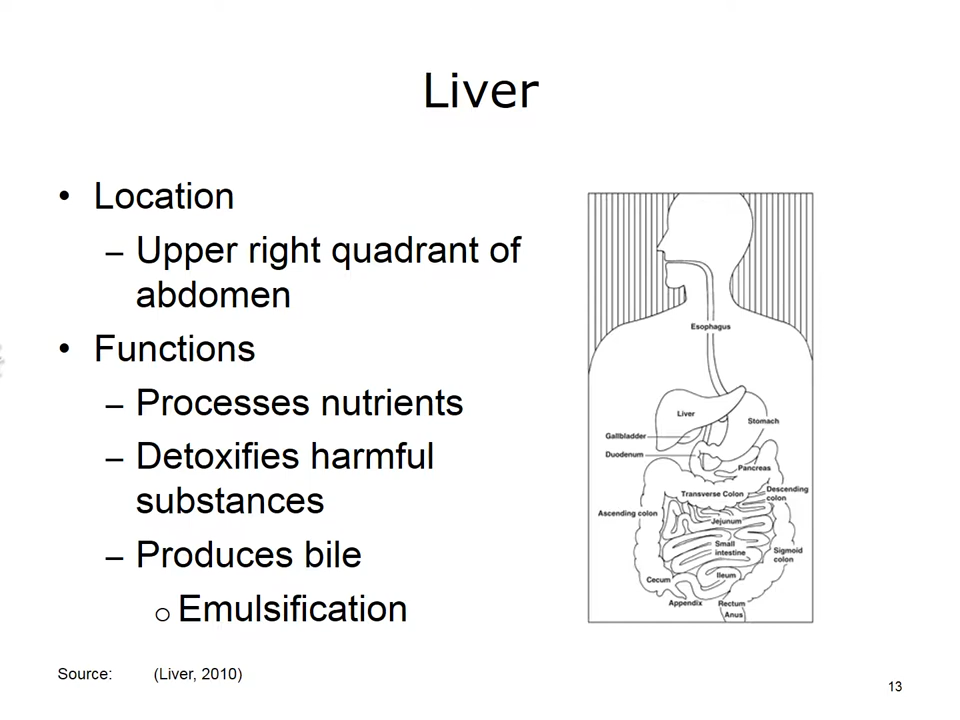 Liver
• Location
– Upper right quadrant of
abdomen
• Functions
– Processes nutrients
– Detoxifies harmful
substances
– Produces bile
o Emulsification
Esophagus
Liver
Stomach
Gallbladder
Duodenum
Pancreas
Transverse Colon
Descending
colon
Ascending colon
Jejunum
Small
intestine
Sigmoid
colon
Ileum
Cecum
Appendix
Rectum
Anus
Source: (Liver, 2010)
13